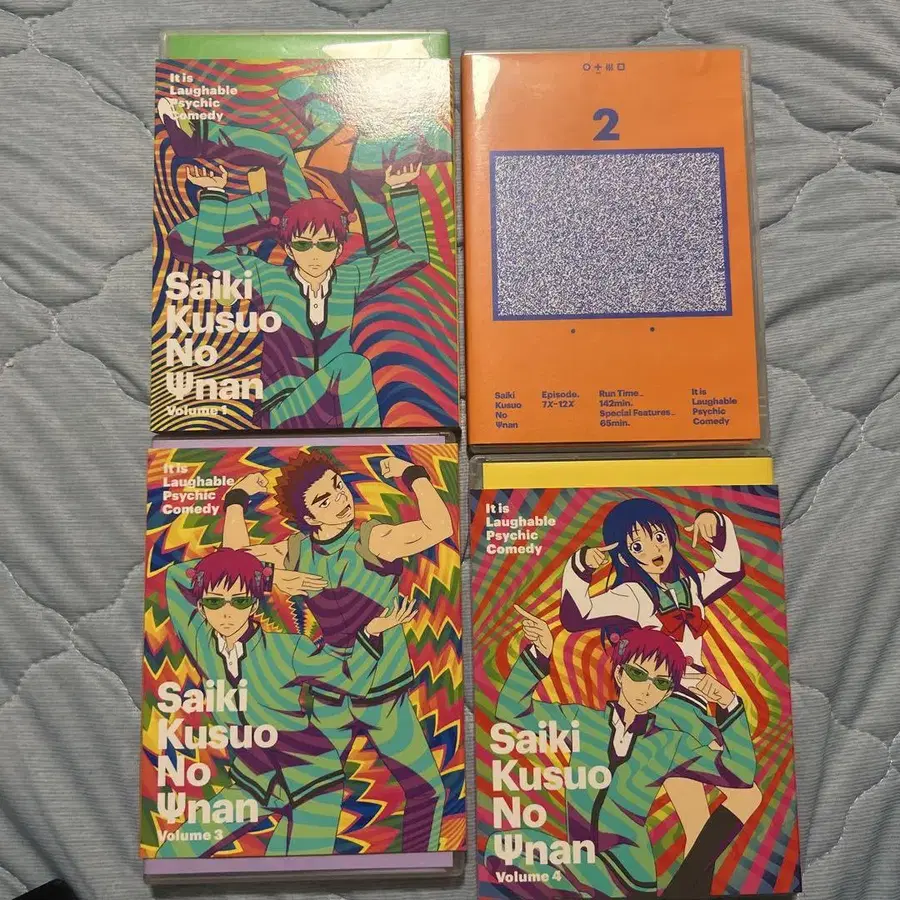 It is
Laughable
Psychic
Comedy
Saiki
Kusuo
No
Ψnan
Volume 1
2
Saiki
Kusuo
No
Ψnan
Episode.
7χ-12χ
Run Time_
142min.
Special Features_
65min.
It is
Laughable
Psychic
Comedy
It is
Laughable
Psychic
Comedy
Saiki
Kusuo
No
Ψnan
Volume 3
It is
Laughable
Psychic
Comedy
Saiki
Kusuo
No
Ψnan
Volume 4